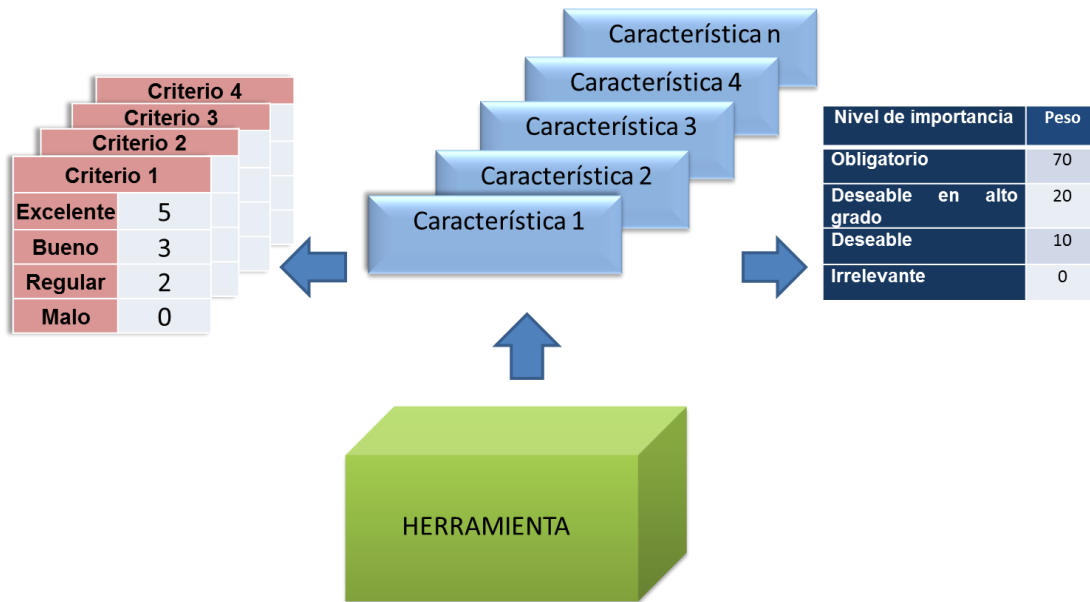 Característica n
Característica 4
Característica 3
Característica 2
Característica 1
Criterio 4
Criterio 3
Criterio 2
Criterio 1
Excelente 5
Bueno 3
Regular 2
Malo 0
Nivel de importancia Peso
Obligatorio 70
Deseable en alto
grado 20
Deseable 10
Irrelevante 0
HERRAMIENTA